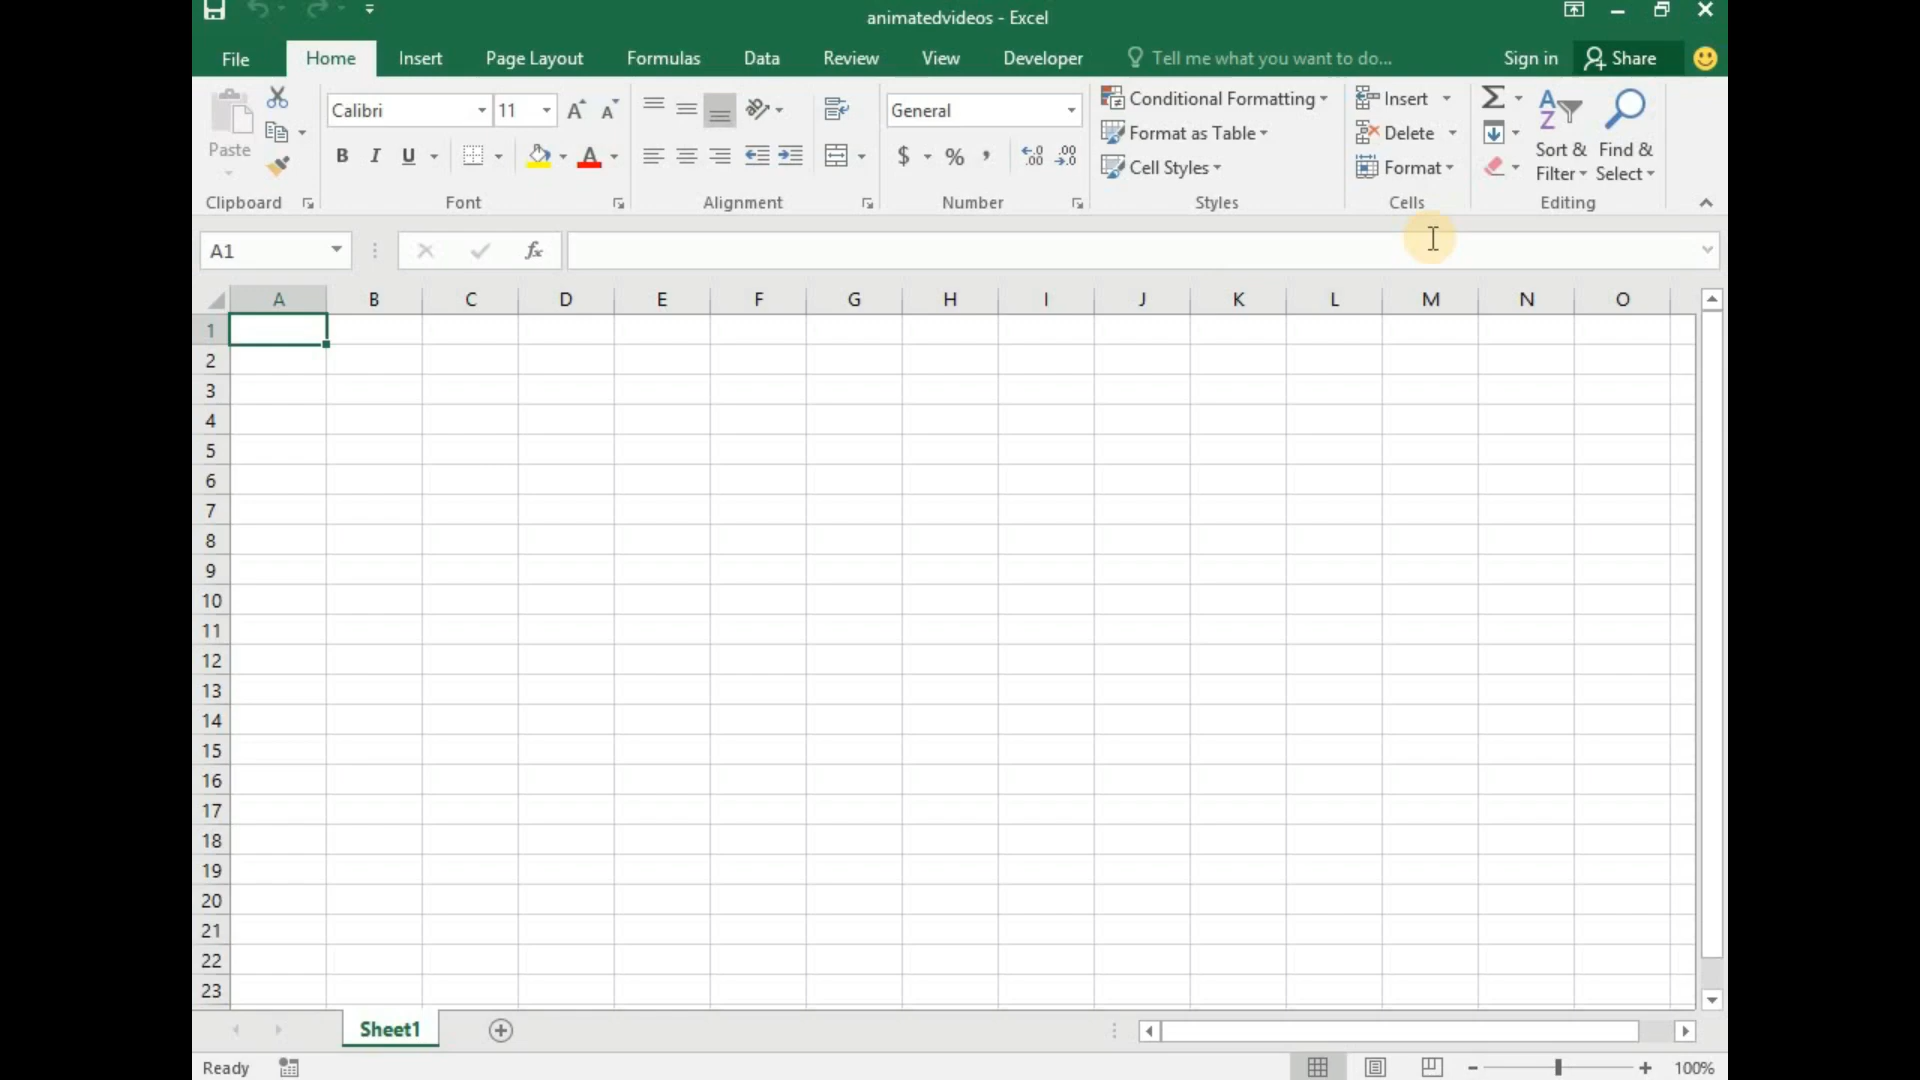 animatedvideos - Excel
File Home Insert Page Layout Formulas Data Review View Developer Tell me what you want to do... Sign in Share
Calibri 11 General Conditional Formatting Insert
Paste B I U $ % , Format as Table Delete Sort & Filter Find & Select
Cell Styles Format
Clipboard Font Alignment Number Styles Cells Editing
A1 fx
A B C D E F G H I J K L M N O
1
2
3
4
5
6
7
8
9
10
11
12
13
14
15
16
17
18
19
20
21
22
23
Sheet1
Ready 100%